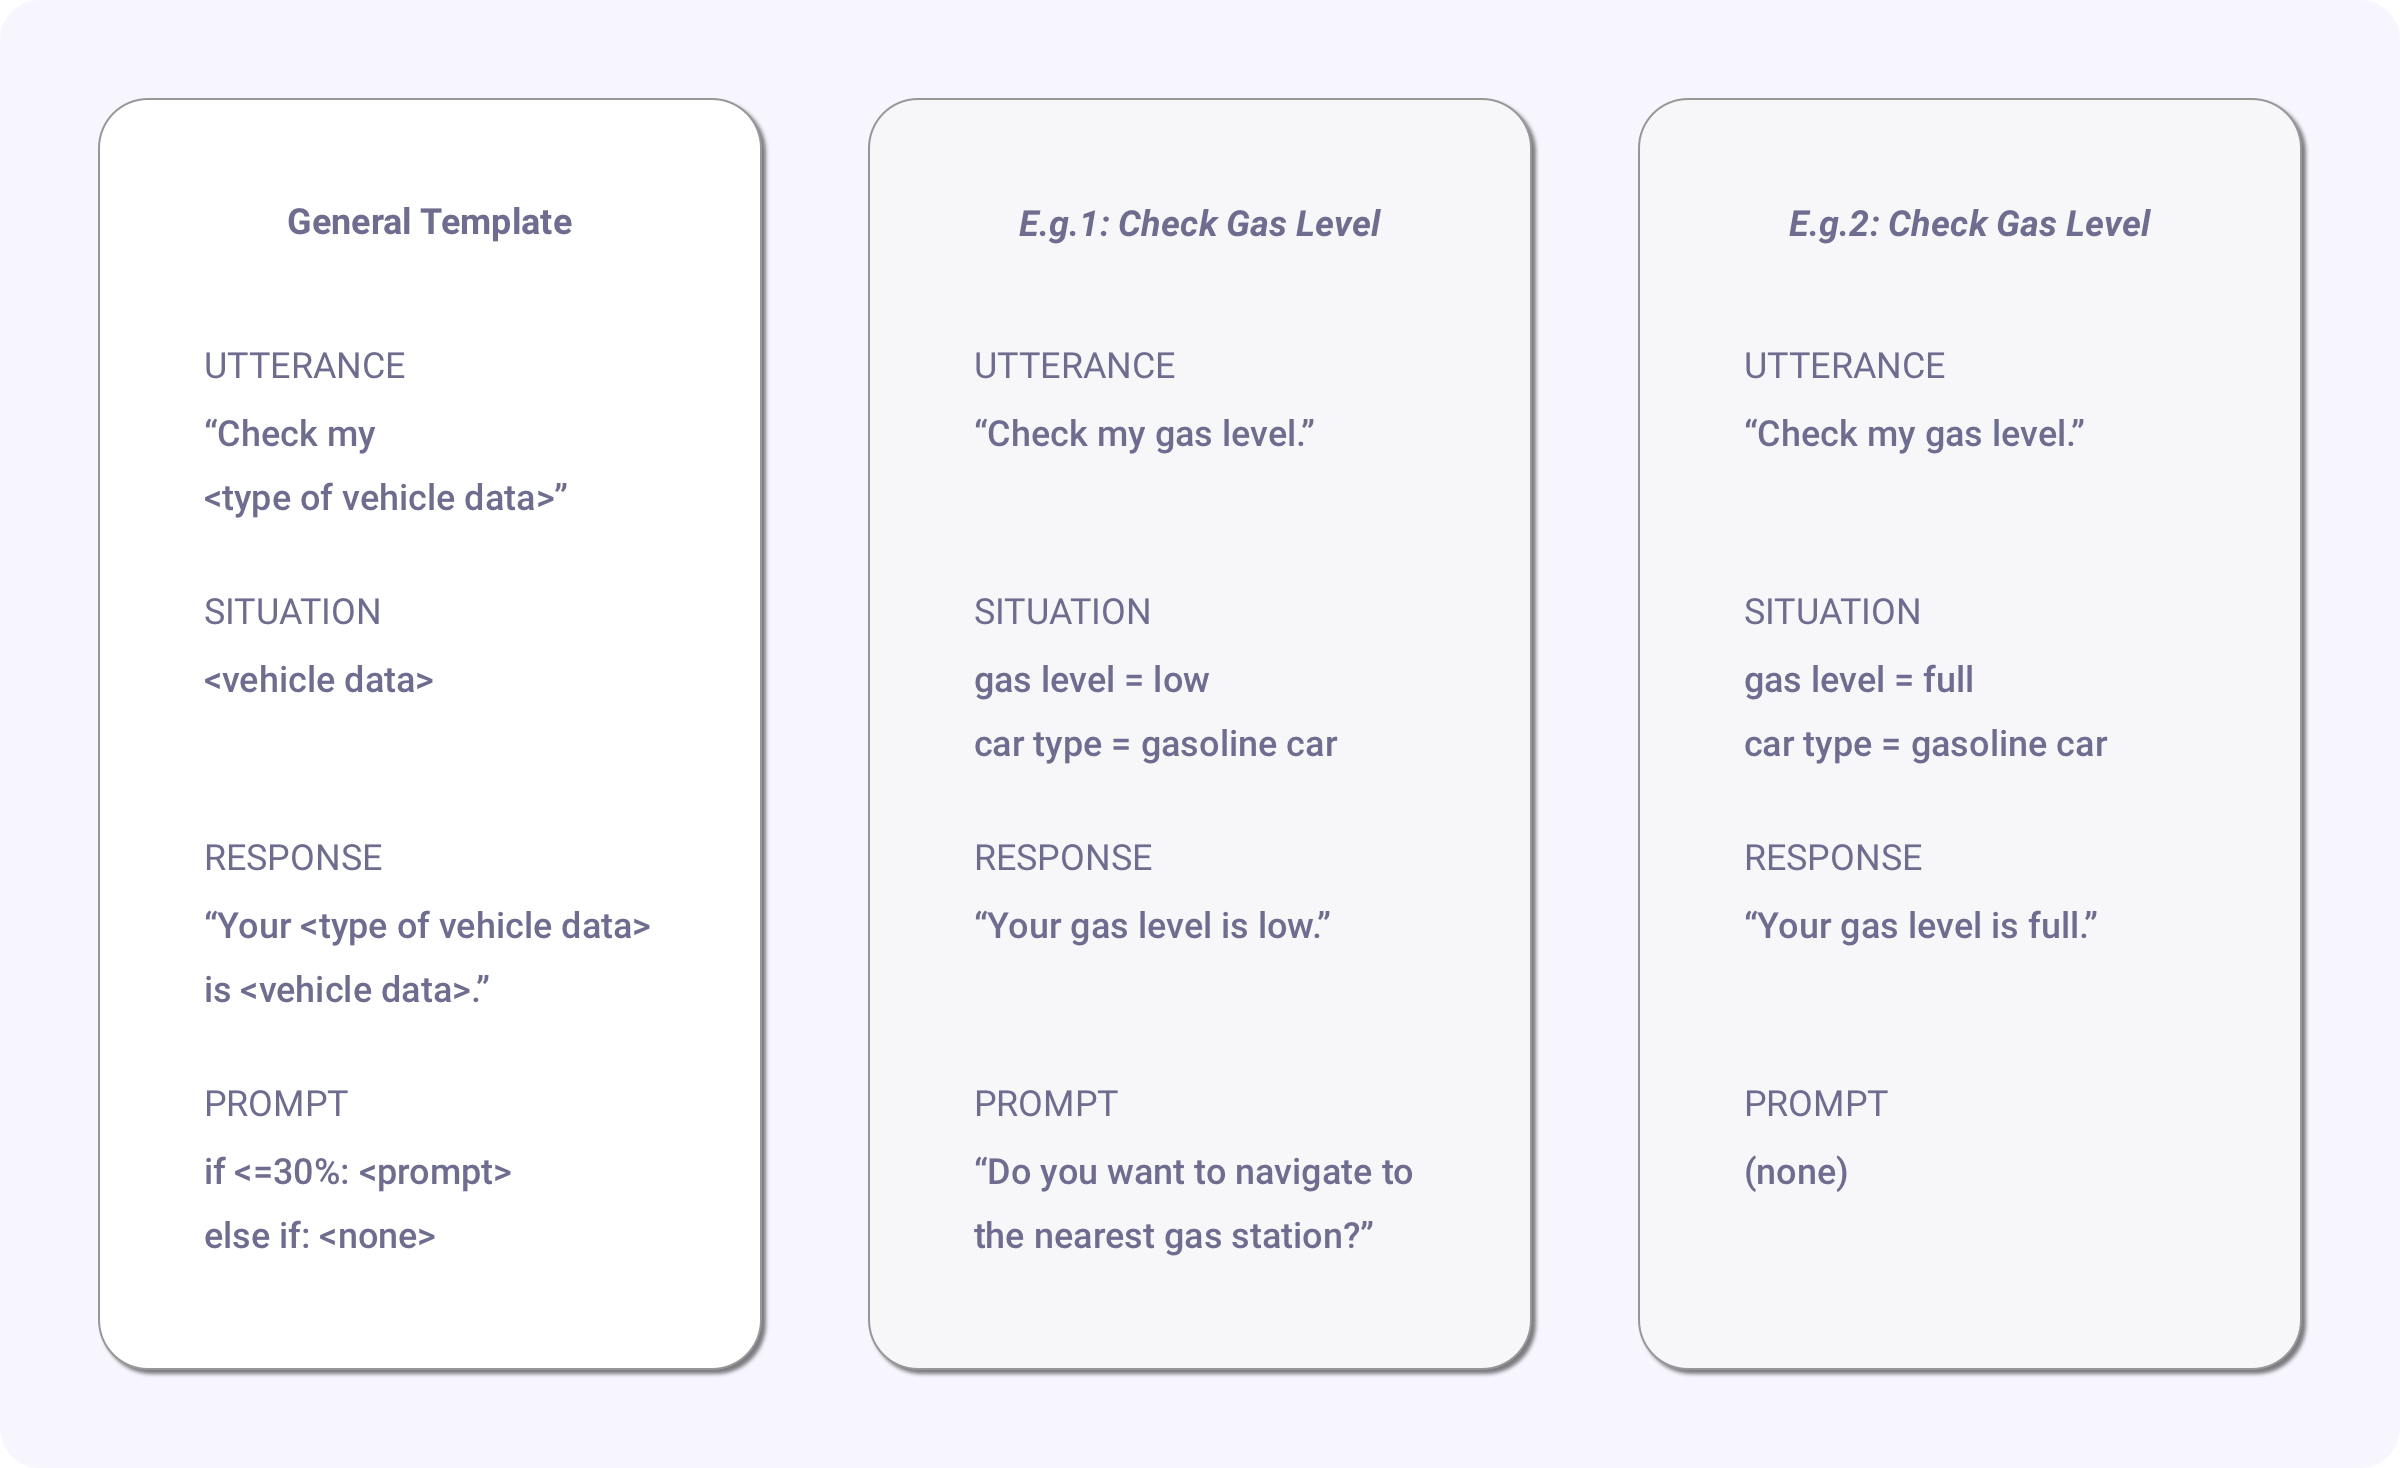 General Template
UTTERANCE
“Check my
<type of vehicle data>”
SITUATION
<vehicle data>
RESPONSE
“Your <type of vehicle data>
is <vehicle data>.”
PROMPT
if <=30%: <prompt>
else if: <none>
E.g.1: Check Gas Level
UTTERANCE
“Check my gas level.”
SITUATION
gas level = low
car type = gasoline car
RESPONSE
“Your gas level is low.”
PROMPT
“Do you want to navigate to
the nearest gas station?”
E.g.2: Check Gas Level
UTTERANCE
“Check my gas level.”
SITUATION
gas level = full
car type = gasoline car
RESPONSE
“Your gas level is full.”
PROMPT
(none)